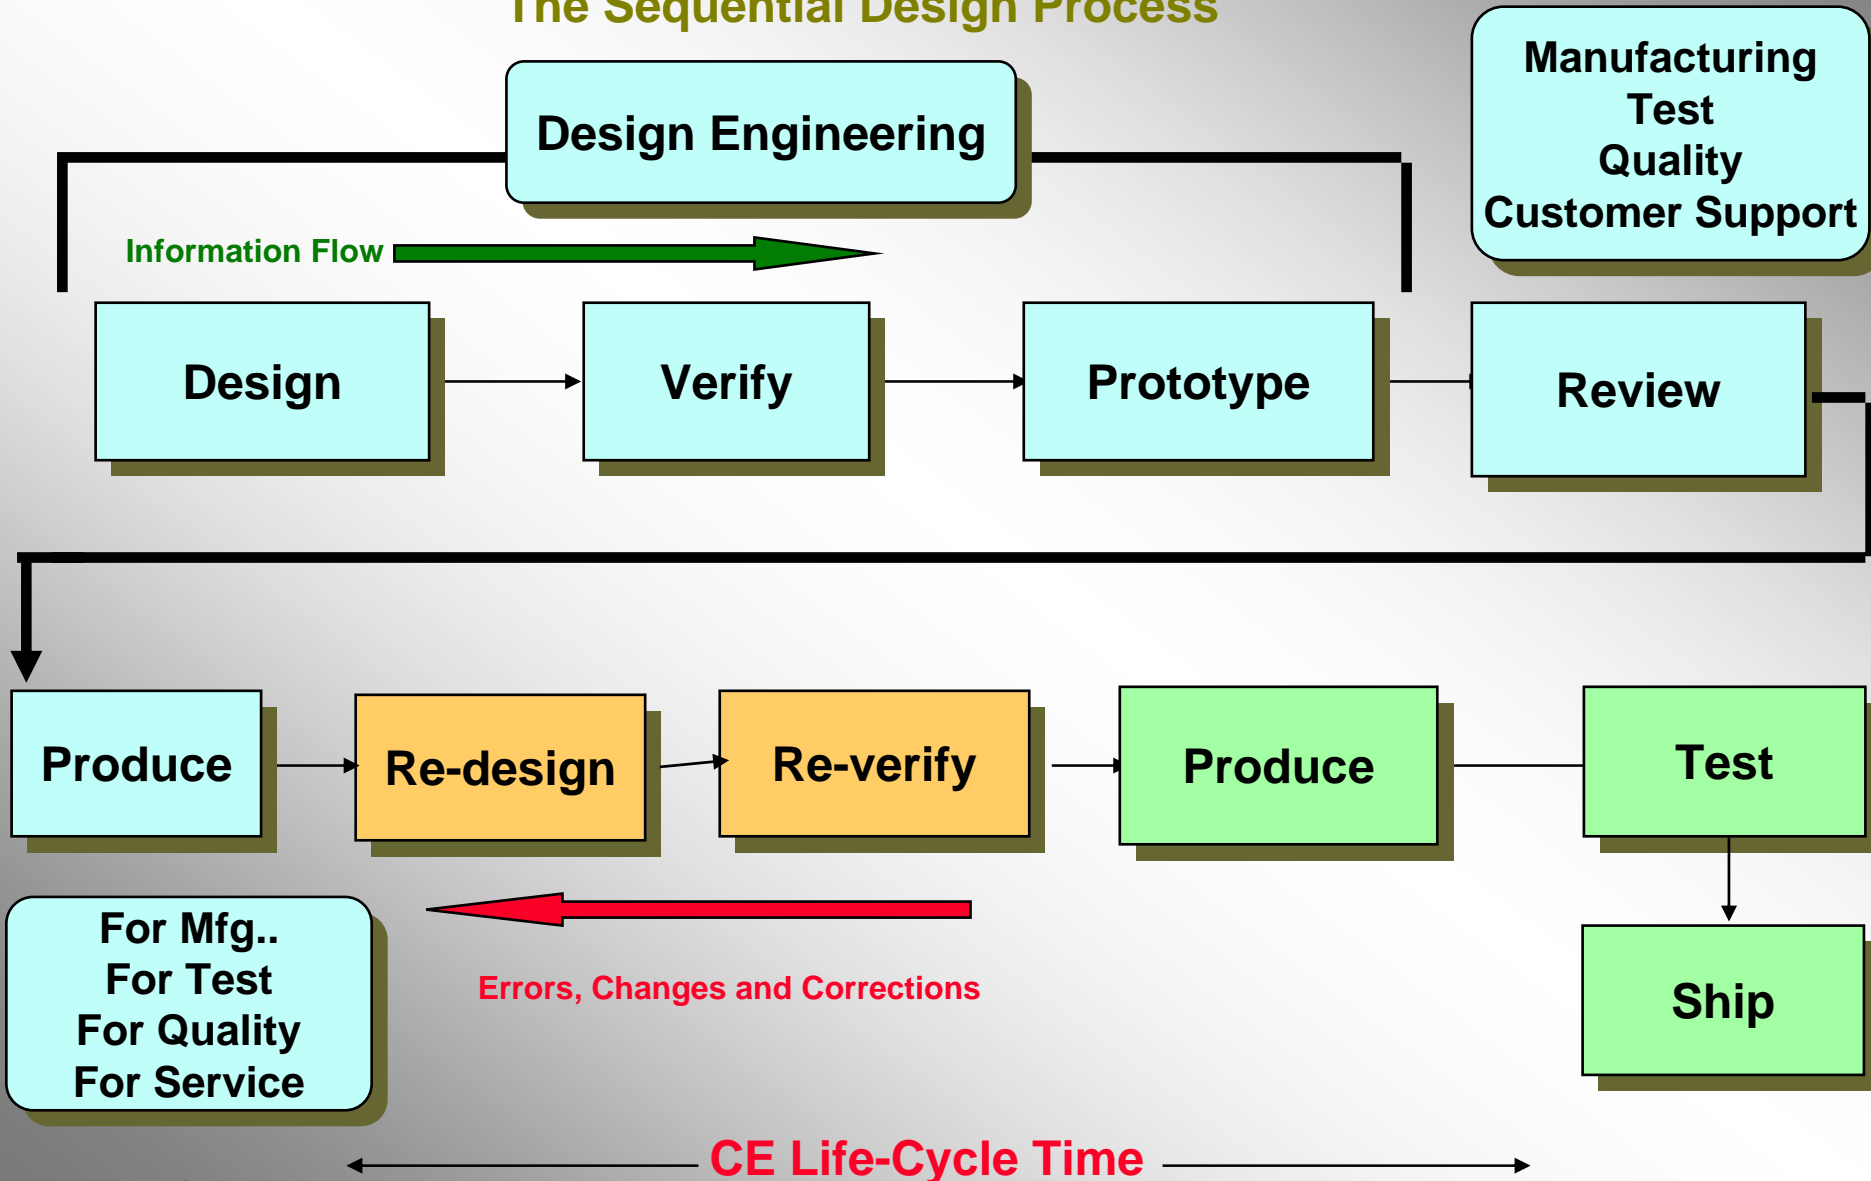 The Sequential Design Process
Design Engineering
Manufacturing
Test
Quality
Customer Support
Information Flow
Design
Verify
Prototype
Review
Produce
Re-design
Re-verify
Produce
Test
For Mfg..
For Test
For Quality
For Service
Errors, Changes and Corrections
Ship
CE Life-Cycle Time